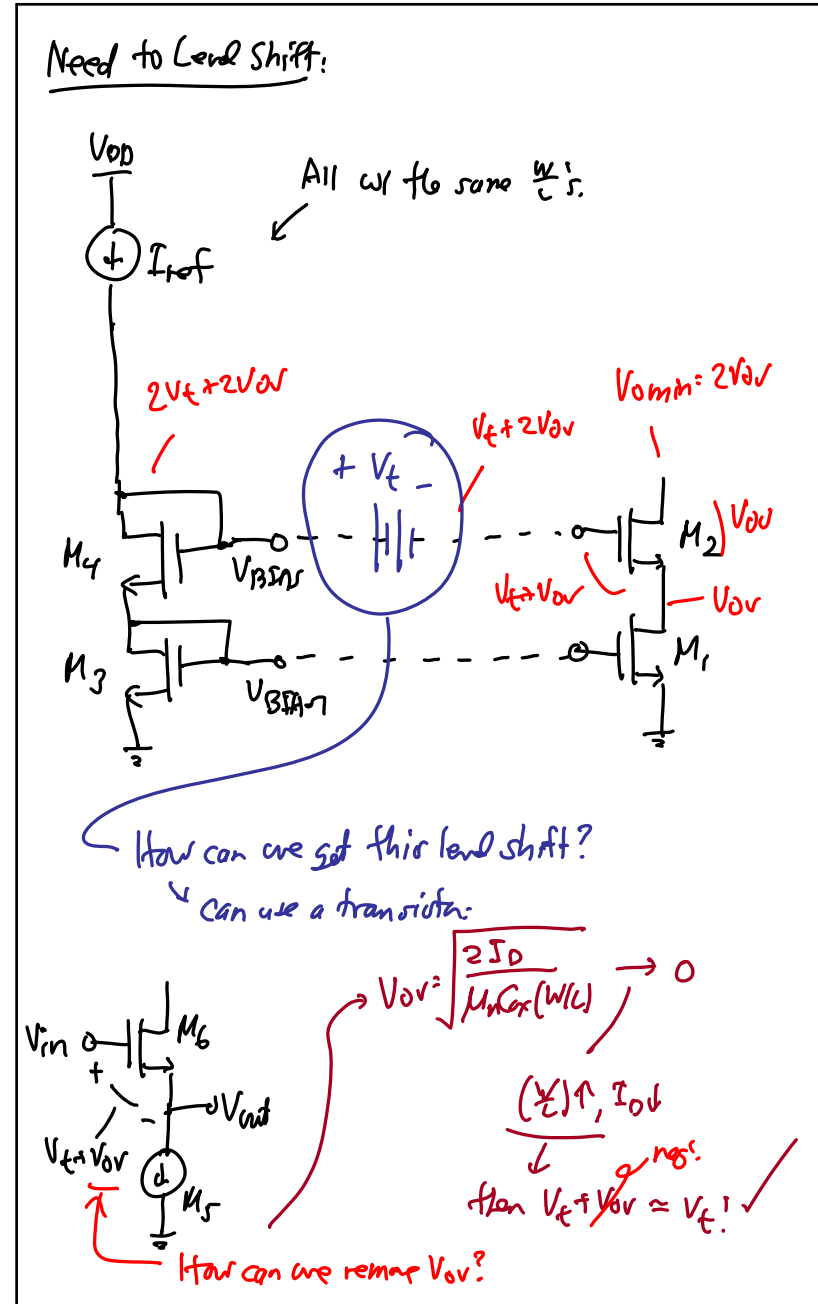 Need to Level Shift:
VDD
All w/ the same W/L's.
Iref
2Vt+2Vov
Vomin=2Vov
Vt+2Vov
+ Vt -
M4
VBIAS
M2
Vov
Vt+Vov
Vov
M3
VBIAS1
M1
How can we get this level shift?
Can use a transistor.
Vov = √(2ID / μnCox(W/L)) → 0
Vin
M6
+
-
Vout
(W/L)↑, ID↓
Vt+Vov
M5
neg!
then Vt+Vov ≈ Vt! ✓
How can we remove Vov?